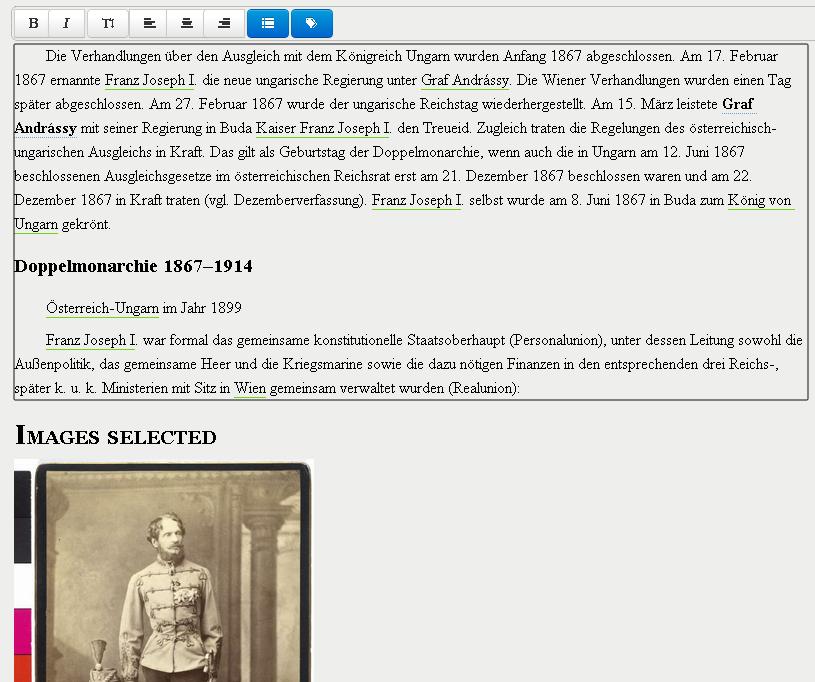 B I TI
Die Verhandlungen über den Ausgleich mit dem Königreich Ungarn wurden Anfang 1867 abgeschlossen. Am 17. Februar
1867 ernannte Franz Joseph I. die neue ungarische Regierung unter Graf Andrássy. Die Wiener Verhandlungen wurden einen Tag
später abgeschlossen. Am 27. Februar 1867 wurde der ungarische Reichstag wiederhergestellt. Am 15. März leistete Graf
Andrássy mit seiner Regierung in Buda Kaiser Franz Joseph I. den Treueid. Zugleich traten die Regelungen des österreichisch-
ungarischen Ausgleichs in Kraft. Das gilt als Geburtstag der Doppelmonarchie, wenn auch die in Ungarn am 12. Juni 1867
beschlossenen Ausgleichsgesetze im österreichischen Reichsrat erst am 21. Dezember 1867 beschlossen waren und am 22.
Dezember 1867 in Kraft traten (vgl. Dezemberverfassung). Franz Joseph I. selbst wurde am 8. Juni 1867 in Buda zum König von
Ungarn gekrönt.
Doppelmonarchie 1867–1914
Österreich-Ungarn im Jahr 1899
Franz Joseph I. war formal das gemeinsame konstitutionelle Staatsoberhaupt (Personalunion), unter dessen Leitung sowohl die
Außenpolitik, das gemeinsame Heer und die Kriegsmarine sowie die dazu nötigen Finanzen in den entsprechenden drei Reichs-,
später k. u. k. Ministerien mit Sitz in Wien gemeinsam verwaltet wurden (Realunion):
Images selected